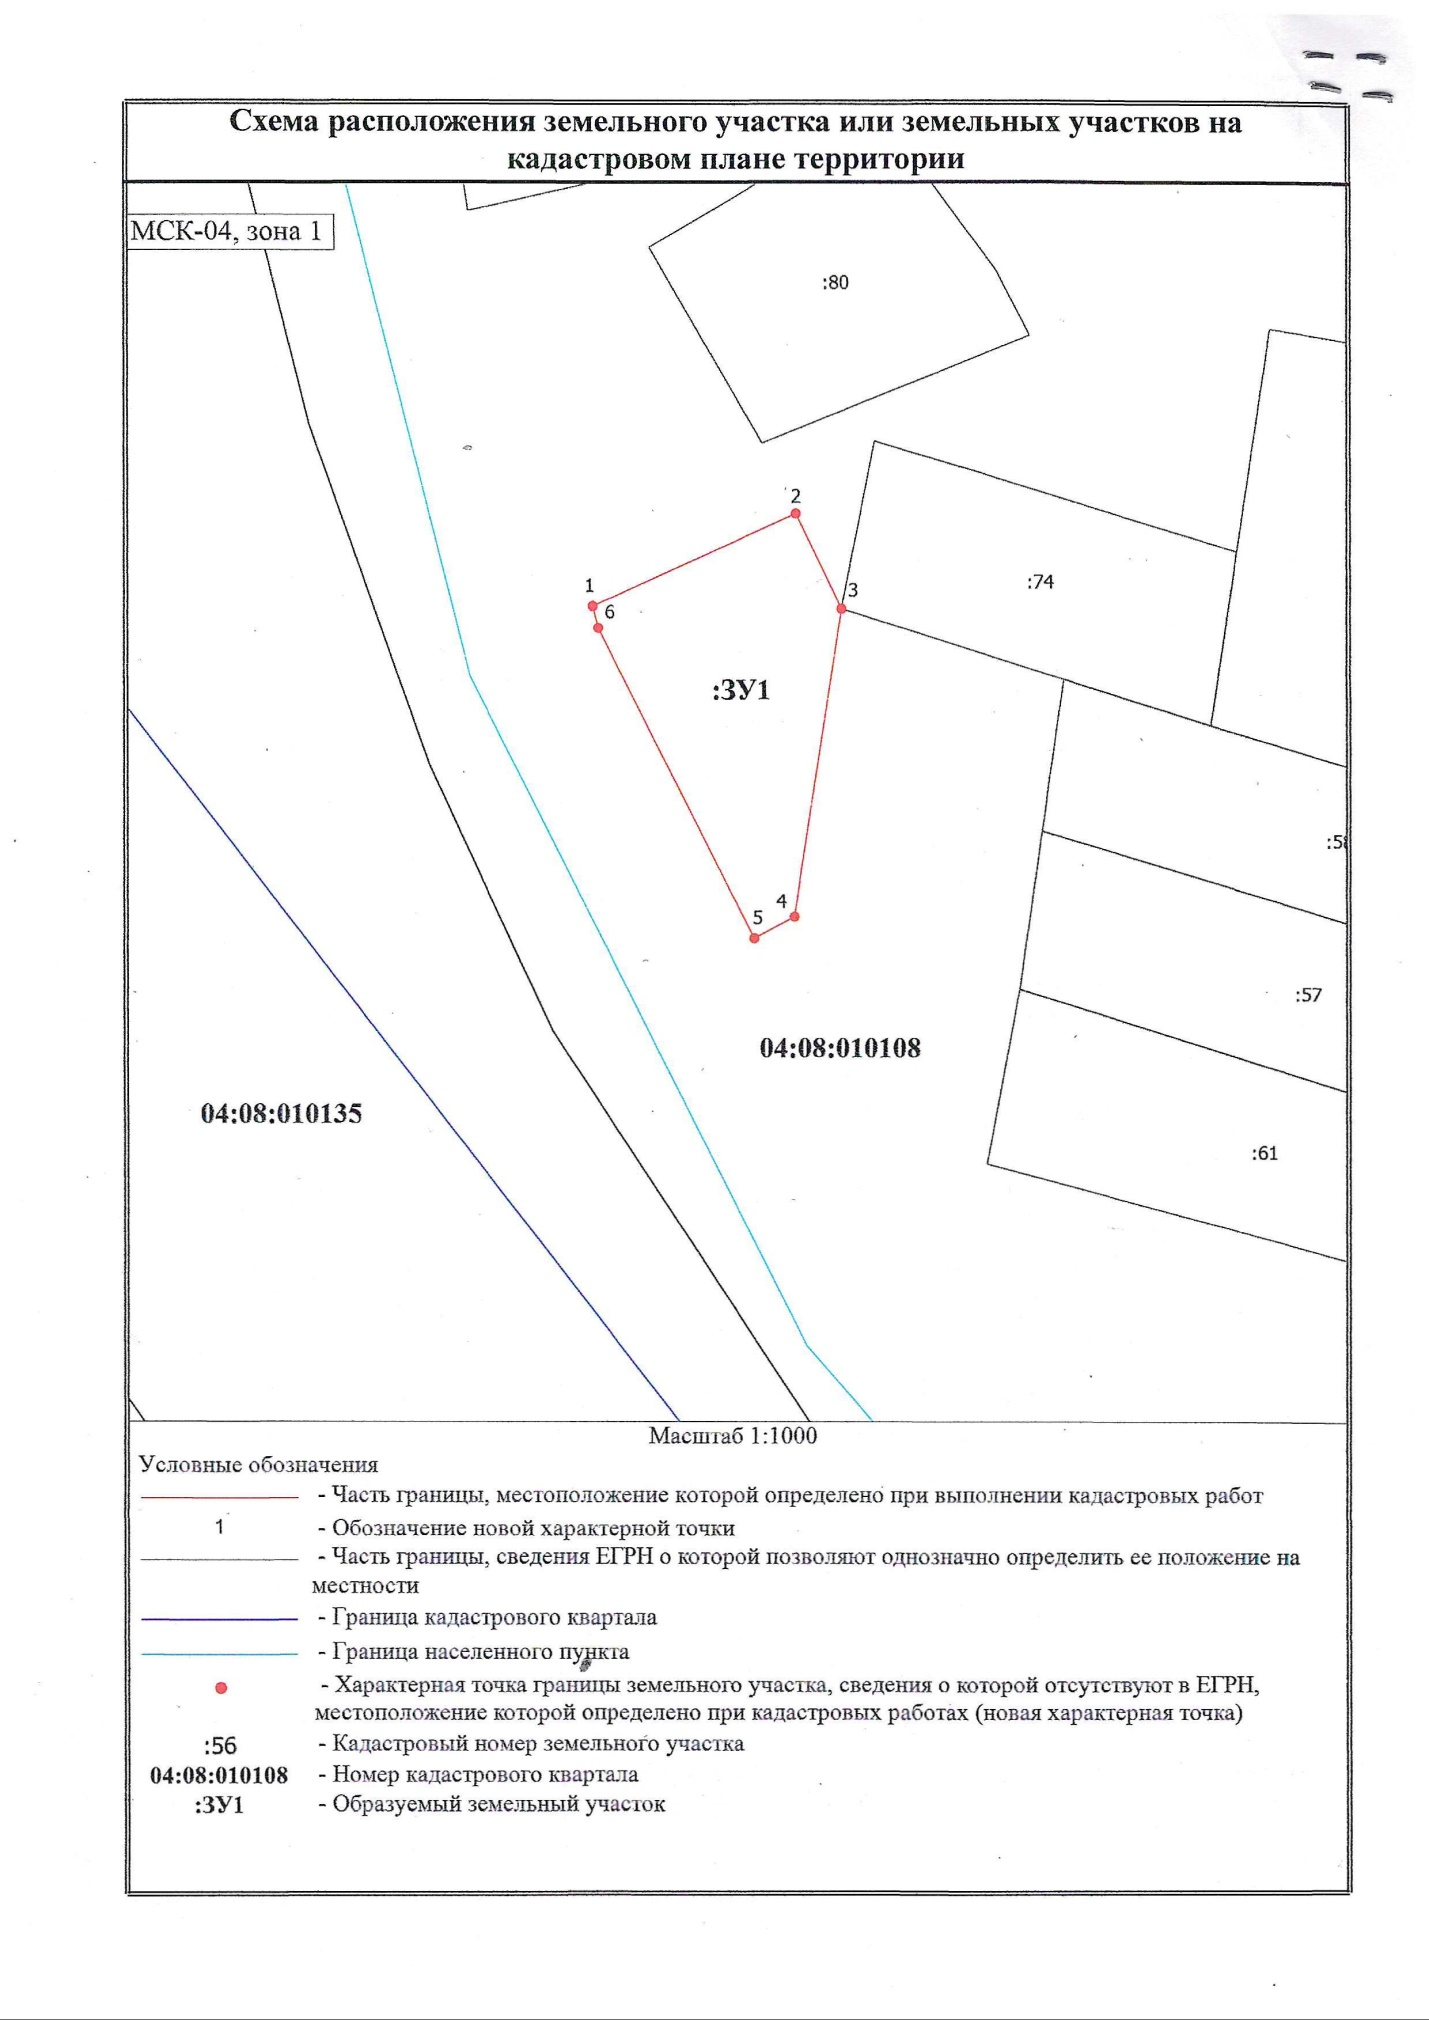 Схема расположения земельного участка или земельных участков на
кадастровом плане территории
МСК-04, зона 1
:80
2
:74
1
3
6
:ЗУ1
:58
4
5
:57
04:08:010108
04:08:010135
:61
Масштаб 1:1000
Условные обозначения
- Часть границы, местоположение которой определено при выполнении кадастровых работ
1 - Обозначение новой характерной точки
- Часть границы, сведения ЕГРН о которой позволяют однозначно определить ее положение на
местности
- Граница кадастрового квартала
- Граница населенного пункта
- Характерная точка границы земельного участка, сведения о которой отсутствуют в ЕГРН,
местоположение которой определено при кадастровых работах (новая характерная точка)
:56 - Кадастровый номер земельного участка
04:08:010108 - Номер кадастрового квартала
:ЗУ1 - Образуемый земельный участок